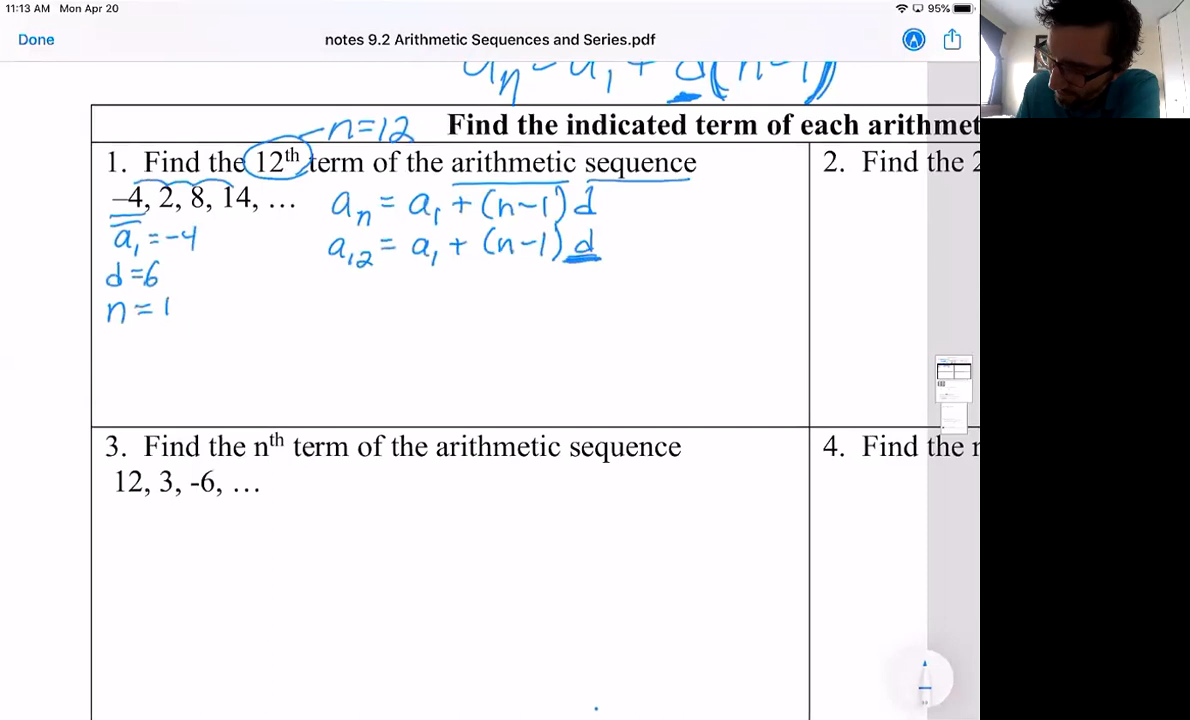 11:13 AM Mon Apr 20
95%
Done
notes 9.2 Arithmetic Sequences and Series.pdf
n=12
Find the indicated term of each arithmet
1. Find the 12th term of the arithmetic sequence
–4, 2, 8, 14, …
aₙ = a₁ + (n-1) d
a₁ = -4
a₁₂ = a₁ + (n-1) d
d = 6
n = 1
2. Find the 2
3. Find the nth term of the arithmetic sequence
12, 3, -6, …
4. Find the